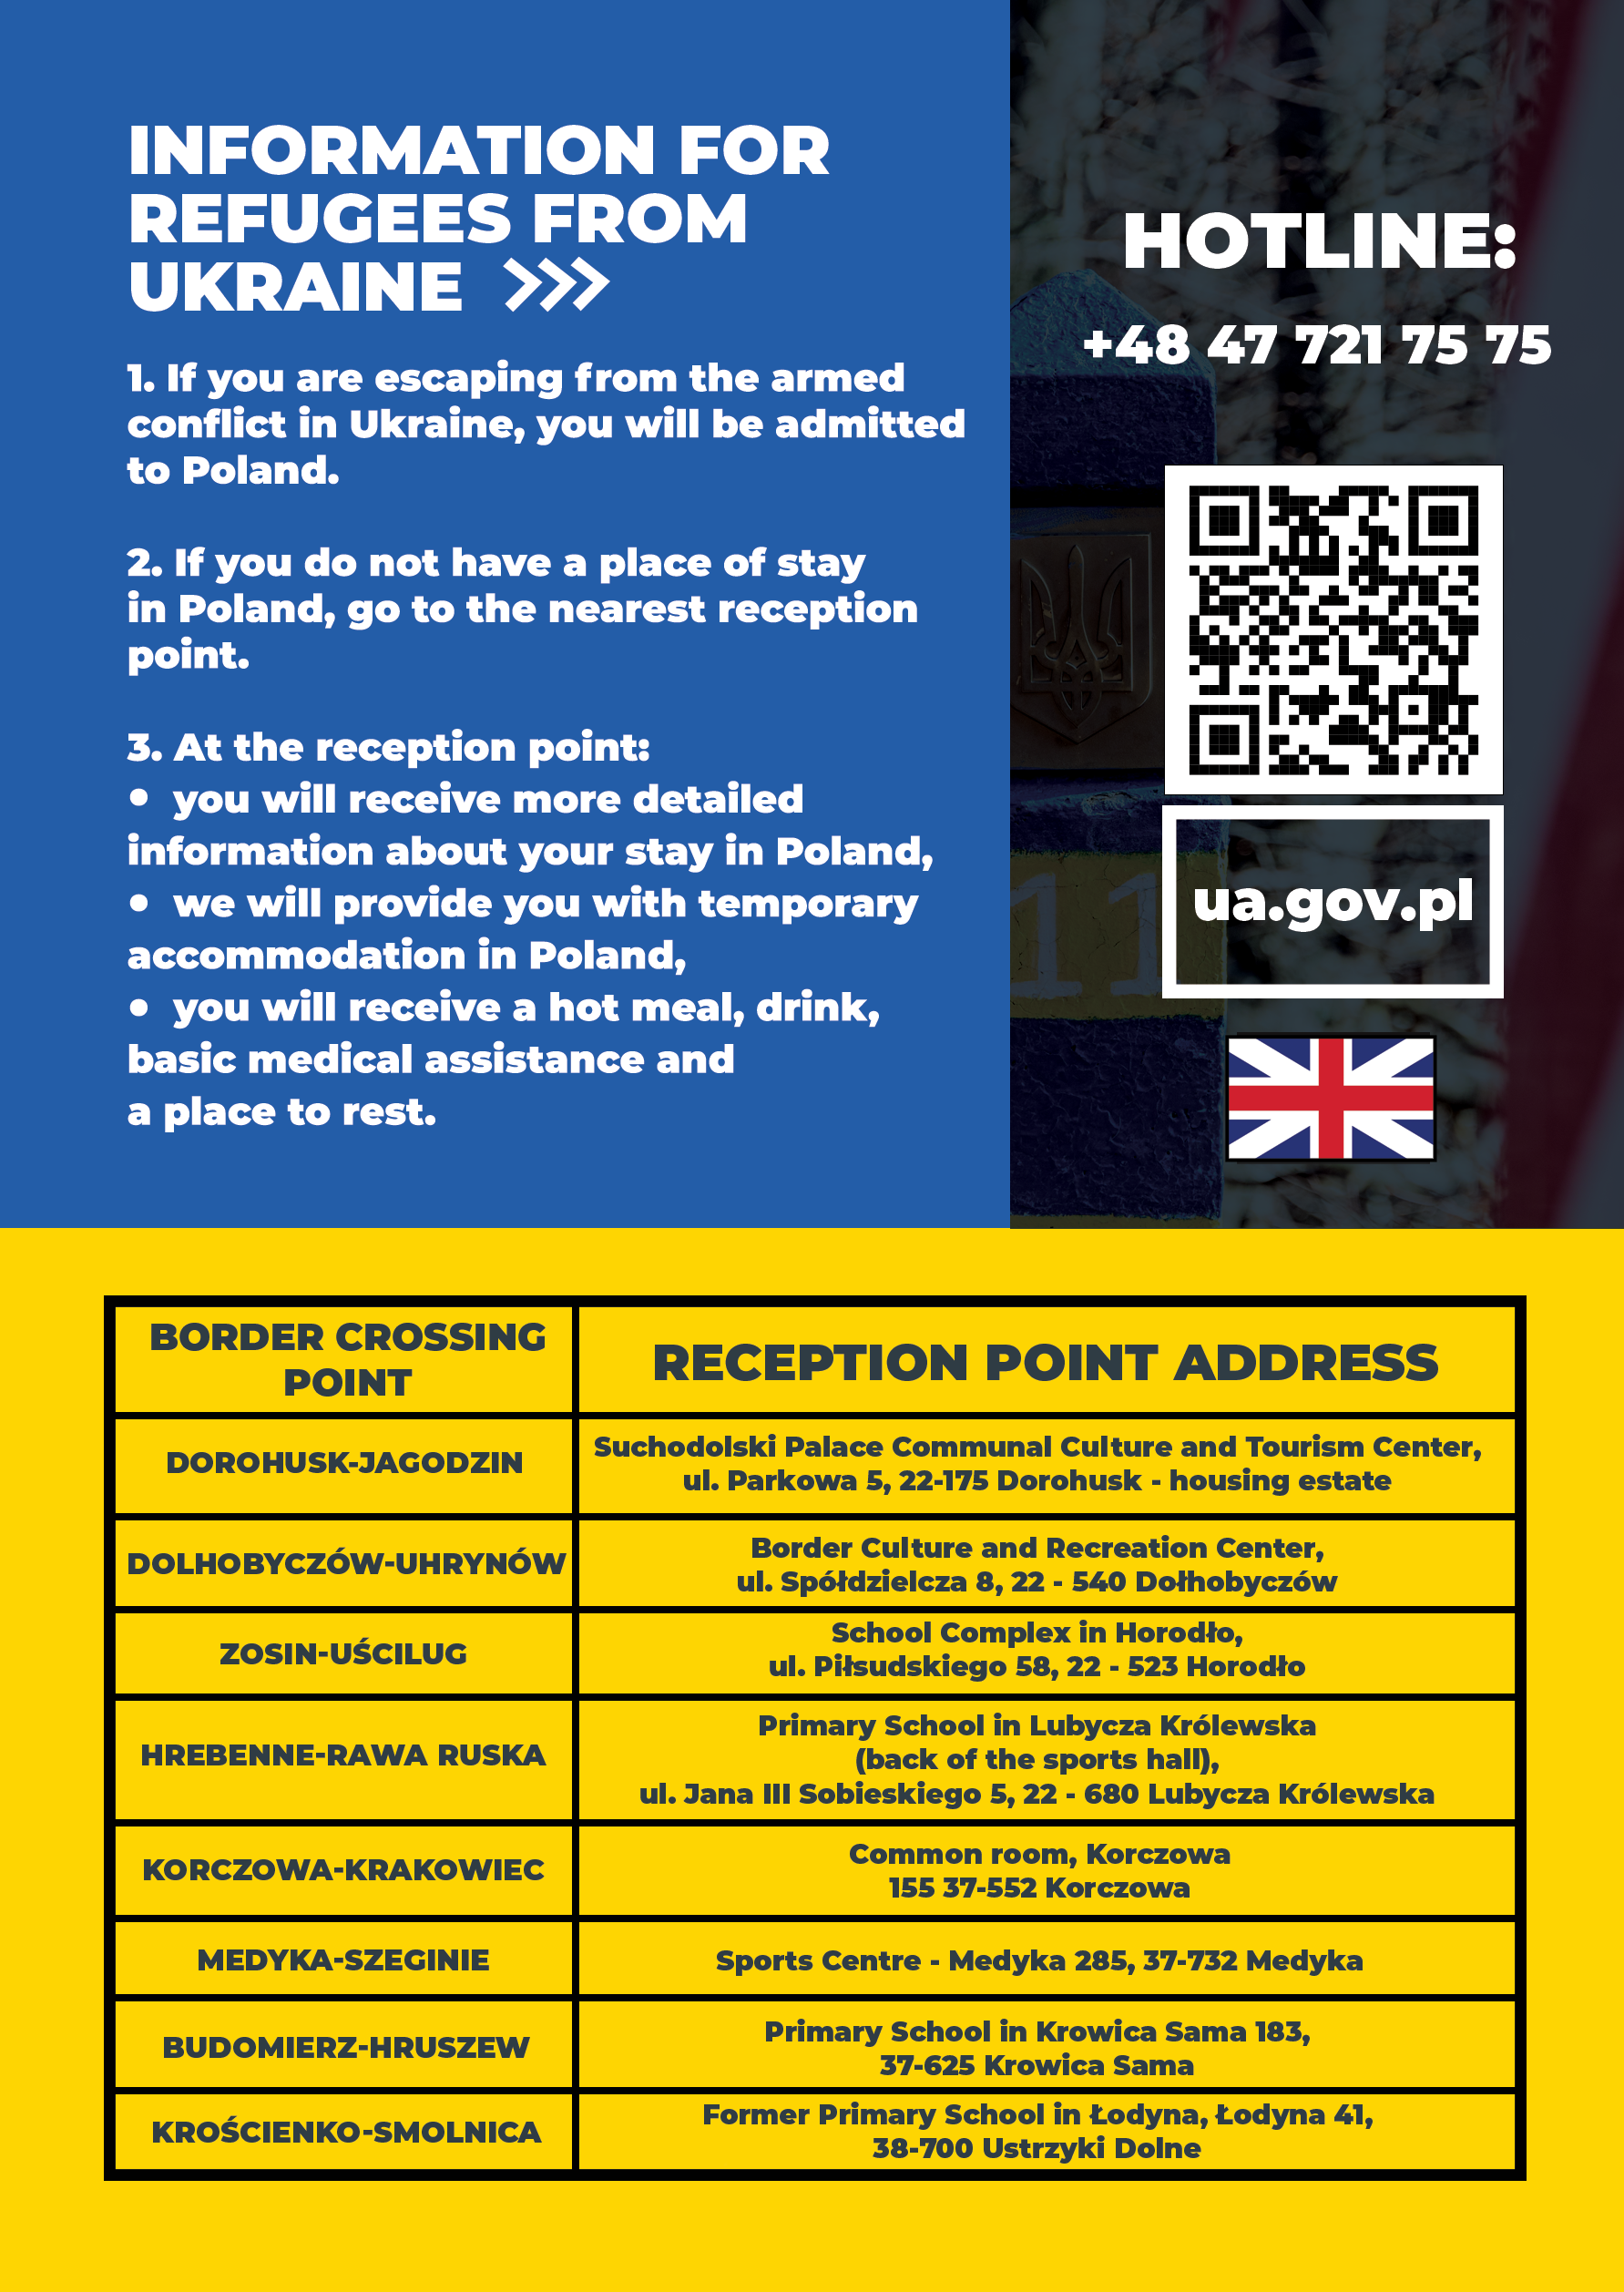 INFORMATION FOR
REFUGEES FROM
UKRAINE >>>
1. If you are escaping from the armed
conflict in Ukraine, you will be admitted
to Poland.
2. If you do not have a place of stay
in Poland, go to the nearest reception
point.
3. At the reception point:
• you will receive more detailed
information about your stay in Poland,
• we will provide you with temporary
accommodation in Poland,
• you will receive a hot meal, drink,
basic medical assistance and
a place to rest.
HOTLINE:
+48 47 721 75 75
ua.gov.pl
11
BORDER CROSSING
POINT
RECEPTION POINT ADDRESS
DOROHUSK-JAGODZIN
Suchodolski Palace Communal Culture and Tourism Center,
ul. Parkowa 5, 22-175 Dorohusk - housing estate
DOLHOBYCZÓW-UHRYNÓW
Border Culture and Recreation Center,
ul. Spółdzielcza 8, 22 - 540 Dołhobyczów
ZOSIN-UŚCILUG
School Complex in Horodło,
ul. Piłsudskiego 58, 22 - 523 Horodło
HREBENNE-RAWA RUSKA
Primary School in Lubycza Królewska
(back of the sports hall),
ul. Jana III Sobieskiego 5, 22 - 680 Lubycza Królewska
KORCZOWA-KRAKOWIEC
Common room, Korczowa
155 37-552 Korczowa
MEDYKA-SZEGINIE
Sports Centre - Medyka 285, 37-732 Medyka
BUDOMIERZ-HRUSZEW
Primary School in Krowica Sama 183,
37-625 Krowica Sama
KROŚCIENKO-SMOLNICA
Former Primary School in Łodyna, Łodyna 41,
38-700 Ustrzyki Dolne